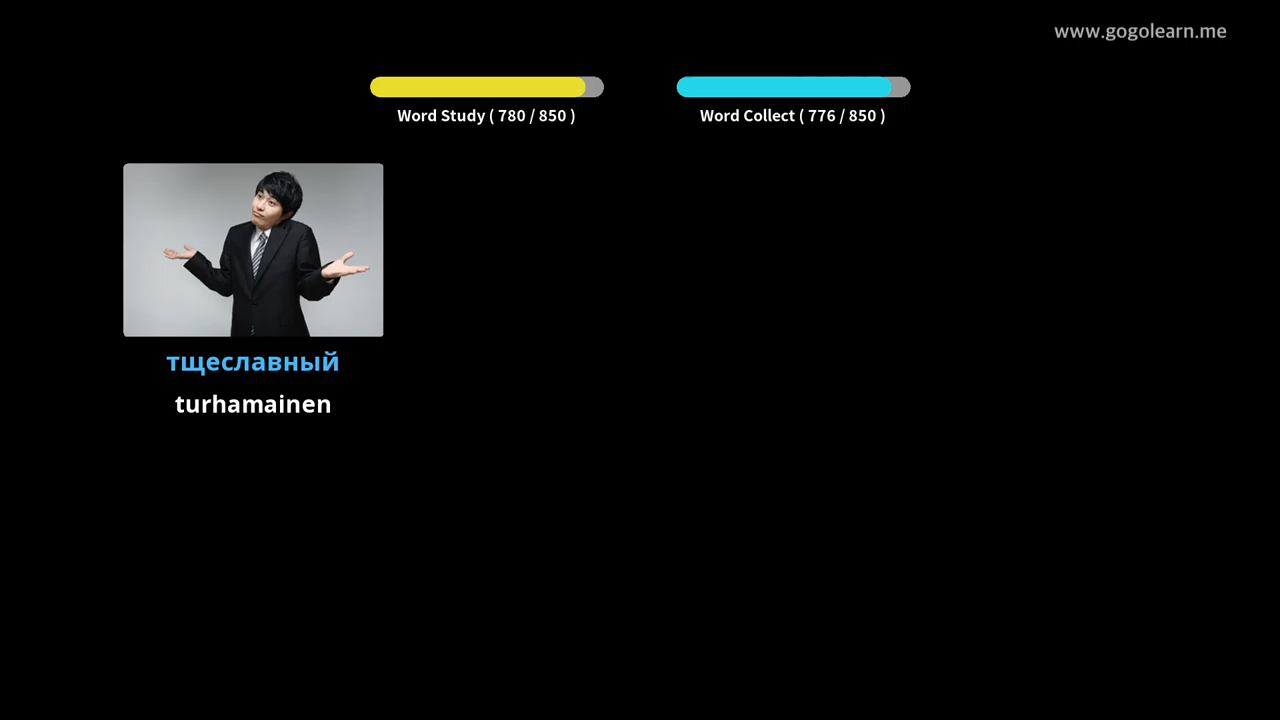 www.gogolearn.me
Word Study ( 780 / 850 )
Word Collect ( 776 / 850 )
тщеславный
turhamainen